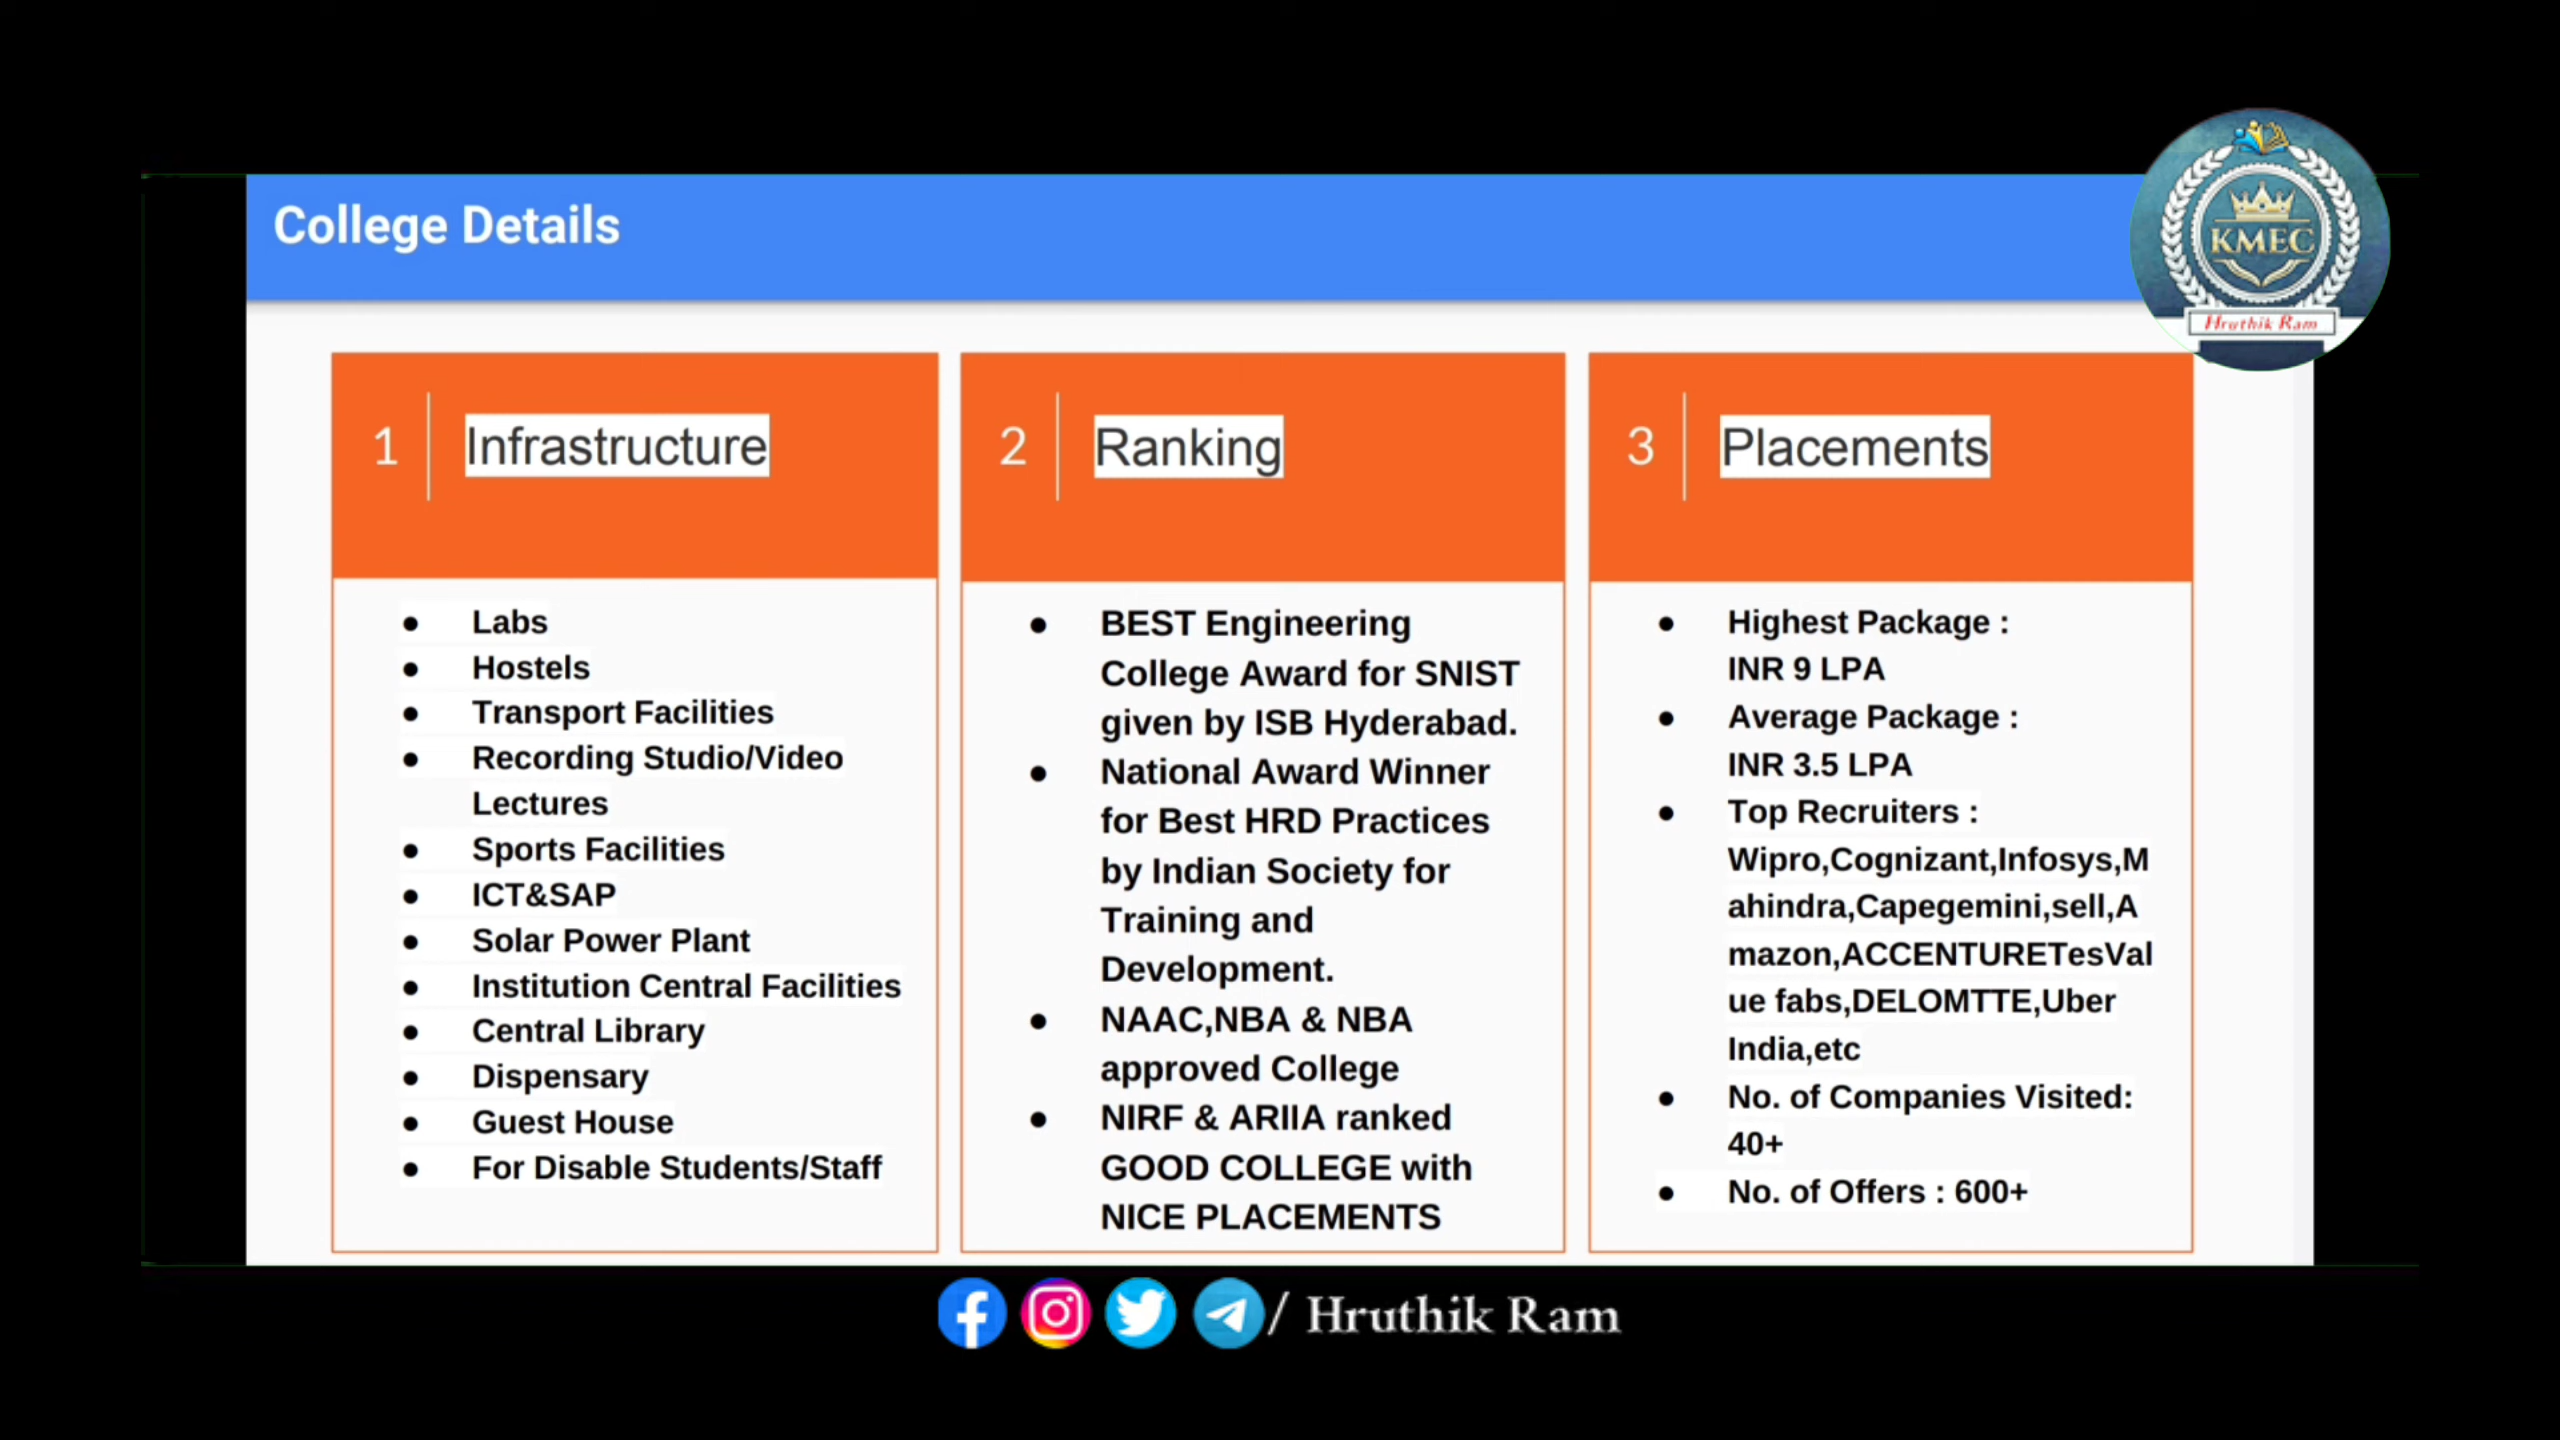 College Details
KMEC
Hruthik Ram
1
Infrastructure
● Labs
● Hostels
● Transport Facilities
● Recording Studio/Video
Lectures
● Sports Facilities
● ICT&SAP
● Solar Power Plant
● Institution Central Facilities
● Central Library
● Dispensary
● Guest House
● For Disable Students/Staff
2
Ranking
● BEST Engineering
College Award for SNIST
given by ISB Hyderabad.
● National Award Winner
for Best HRD Practices
by Indian Society for
Training and
Development.
● NAAC,NBA & NBA
approved College
● NIRF & ARIIA ranked
GOOD COLLEGE with
NICE PLACEMENTS
3
Placements
● Highest Package :
INR 9 LPA
● Average Package :
INR 3.5 LPA
● Top Recruiters :
Wipro,Cognizant,Infosys,M
ahindra,Capegemini,sell,A
mazon,ACCENTURETesVal
ue fabs,DELOMTTE,Uber
India,etc
● No. of Companies Visited:
40+
● No. of Offers : 600+
/ Hruthik Ram